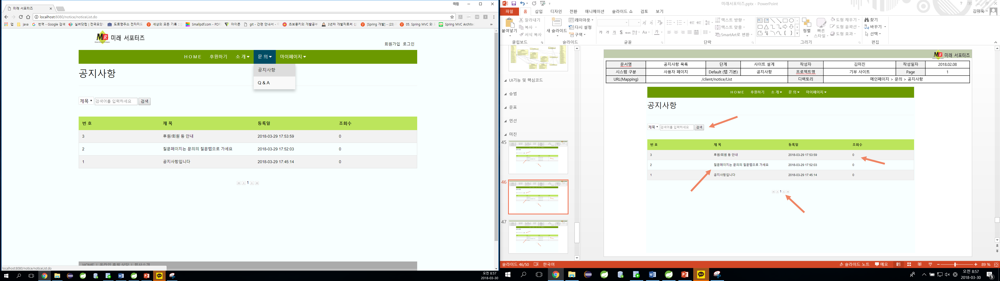 미래 서포터즈
localhost:8080/notice/noticeList.do
앱 java 번역 - Google 검색 실버닷컴 | 전국요양 도로명주소 전자지도 세상의 모든 기록 :: [ Smallpdf.com - PDF 아이콘 git - 간편 안내서 - 초보몽키의 개발공부 3년차 개발자로써 신 [Spring 개발] - (23) 05. Spring MVC 와 Spring MVC Architec »
MR 미래 서포터즈
회원가입 로그인
H O M E 후원하기 소 개 문 의 마이페이지
공지사항
Q & A
공지사항
제목 검색어를 입력하세요 검색
번 호 제 목 등록일 조회수
3 후원/회원 등 안내 2018-03-29 17:53:59 0
2 질문페이지는 문의의 질문탭으로 가세요 2018-03-29 17:52:03 0
1 공지사항입니다 2018-03-29 17:45:14 0
1
HOME | 온라인 후원 상담 | 회사소개
localhost:8080/notice/noticeList.do
오전 8:57
2018-03-30
미래서포터즈.pptx - PowerPoint
파일 홈 삽입 디자인 전환 애니메이션 슬라이드 쇼 검토 보기 김미옥
붙여넣기 잘라내기 복사 서식 복사
클립보드
새 슬라이드 레이아웃 다시 설정 구역
슬라이드
가 가 가 S 가나다 간 Aa 가
글꼴
텍스트 방향
텍스트 맞춤
SmartArt로 변환
단락
정렬 빠른 스타일
도형 채우기
도형 윤곽선
도형 효과
그리기
찾기
바꾸기
선택
편집
UI기능 및 핵심코드
승범
문표
민선
미진
45
46
47
MR 미래 서포터즈
문서명 공지사항 목록 단계 사이트 설계 작성자 김미진 작성일자 2018.02.08
시스템 구분 사용자 페이지 Default (탭 기본) 공지사항 프로젝트명 기부 사이트 Page 1
URL(Mapping) /client/notice/List 디렉토리 메인페이지 > 문의 > 공지사항
H O M E 후원하기 소 개 문 의 마이페이지
공지사항
제목 검색어를 입력하세요 검색
번 호 제 목 등록일 조회수
3 후원/회원 등 안내 2018-03-29 17:53:59 0
2 질문페이지는 문의의 질문탭으로 가세요 2018-03-29 17:52:03 0
1 공지사항입니다 2018-03-29 17:45:14 0
1
슬라이드 46/50 한국어 슬라이드 노트 메모 89 %
오전 8:57
2018-03-30
3